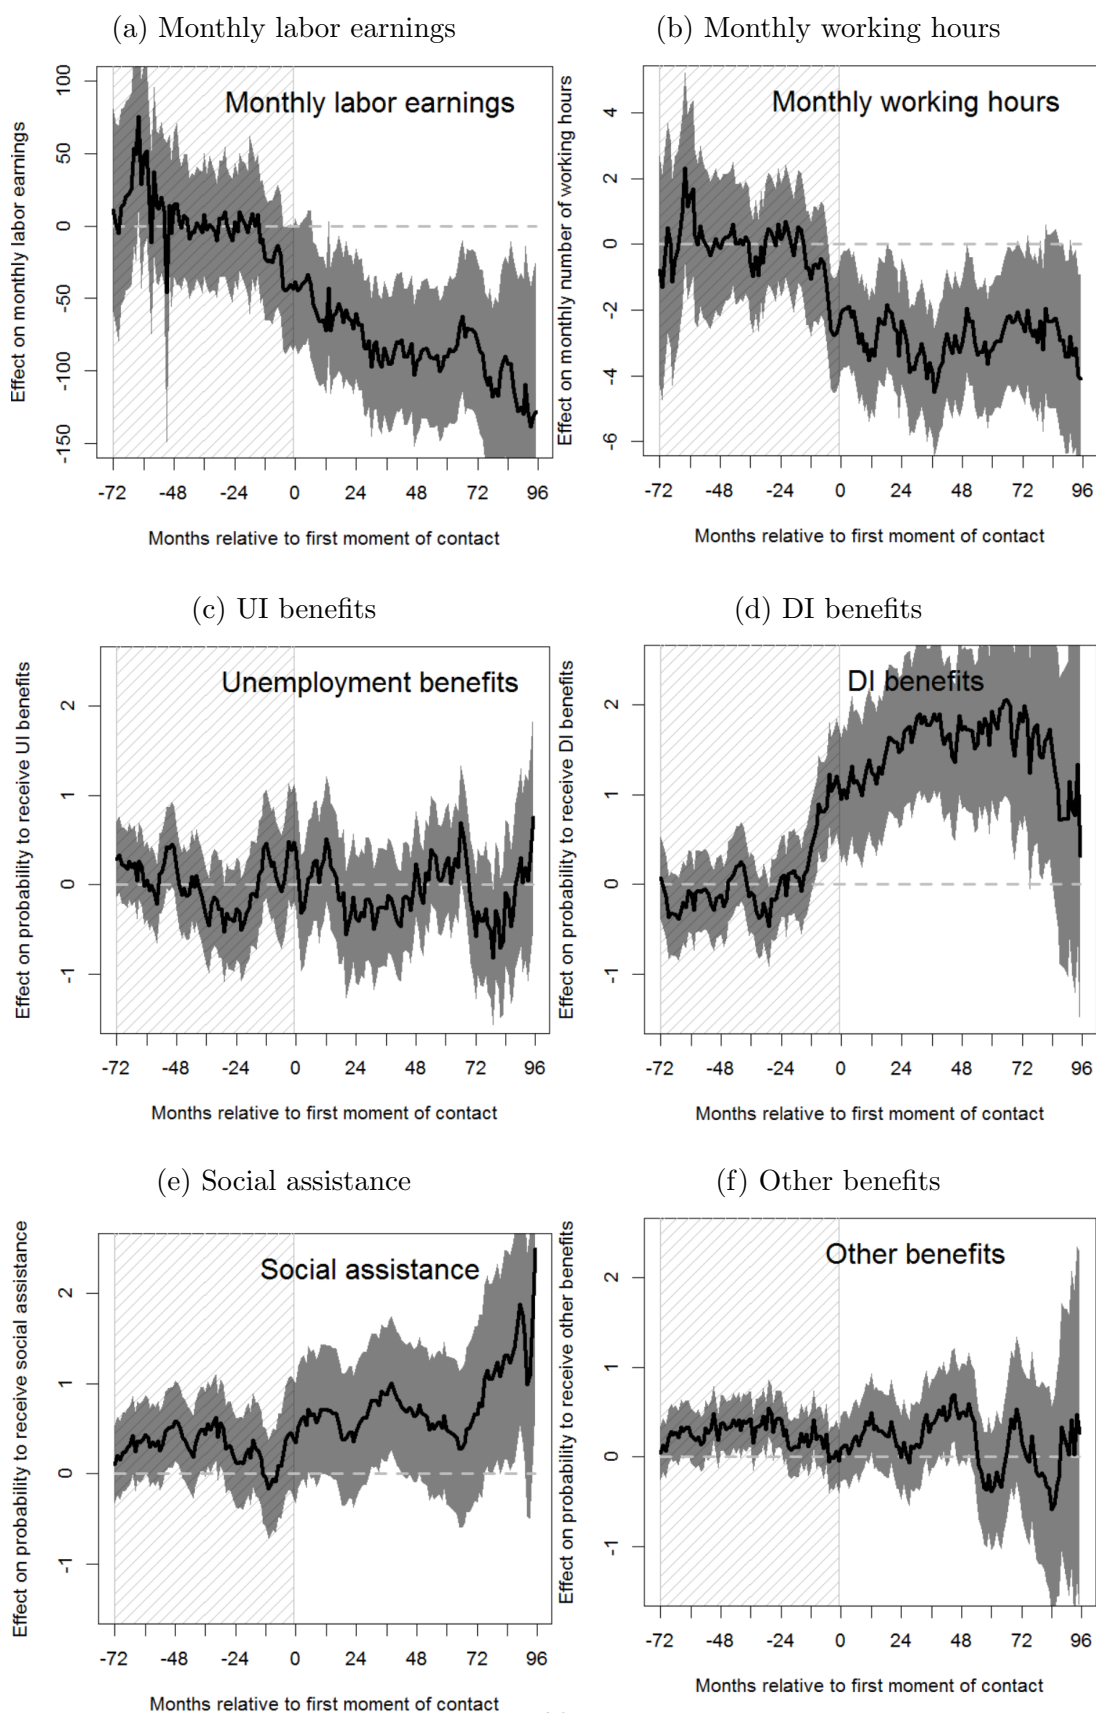 (a) Monthly labor earnings
(b) Monthly working hours
Effect on monthly labor earnings
100
50
0
-50
-100
-150
Monthly labor earnings
-72 -48 -24 0 24 48 72 96
Months relative to first moment of contact
Effect on monthly number of working hours
4
2
0
-2
-4
-6
Monthly working hours
-72 -48 -24 0 24 48 72 96
Months relative to first moment of contact
(c) UI benefits
(d) DI benefits
Effect on probability to receive UI benefits
2
1
0
-1
Unemployment benefits
-72 -48 -24 0 24 48 72 96
Months relative to first moment of contact
Effect on probability to receive DI benefits
2
1
0
-1
DI benefits
-72 -48 -24 0 24 48 72 96
Months relative to first moment of contact
(e) Social assistance
(f) Other benefits
Effect on probability to receive social assistance
2
1
0
-1
Social assistance
-72 -48 -24 0 24 48 72 96
Months relative to first moment of contact
Effect on probability to receive other benefits
2
1
0
-1
Other benefits
-72 -48 -24 0 24 48 72 96
Months relative to first moment of contact